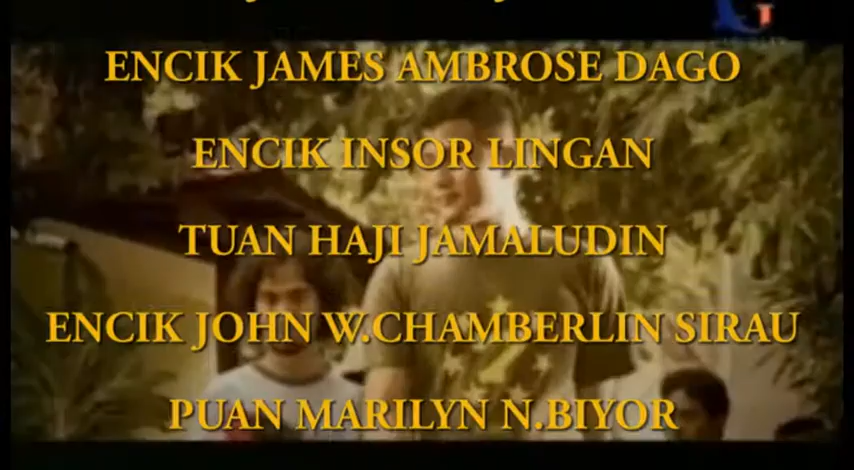 ENCIK JAMES AMBROSE DAGO
ENCIK INSOR LINGAN
TUAN HAJI JAMALUDIN
ENCIK JOHN W.CHAMBERLIN SIRAU
PUAN MARILYN N.BIYOR